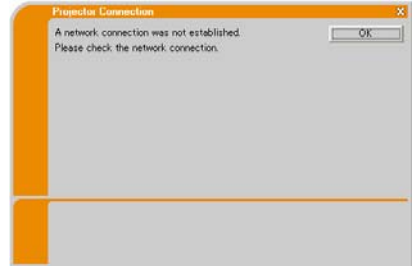 Projector Connection X
A network connection was not established. OK
Please check the network connection.